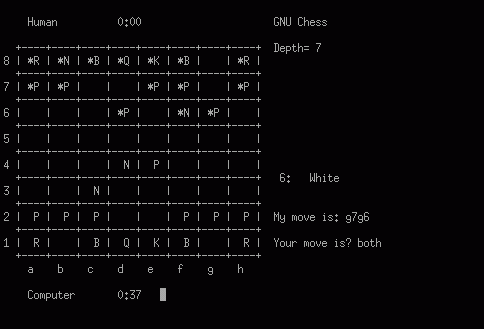 Human 0:00 GNU Chess
+----+----+----+----+----+----+----+----+ Depth= 7
8 | *R | *N | *B | *Q | *K | *B |    | *R |
+----+----+----+----+----+----+----+----+
7 | *P | *P |    |    | *P | *P |    | *P |
+----+----+----+----+----+----+----+----+
6 |    |    |    | *P |    | *N | *P |    |
+----+----+----+----+----+----+----+----+
5 |    |    |    |    |    |    |    |    |
+----+----+----+----+----+----+----+----+
4 |    |    |    |  N |  P |    |    |    |
+----+----+----+----+----+----+----+----+
3 |    |    |  N |    |    |    |    |    | 6: White
+----+----+----+----+----+----+----+----+
2 |  P |  P |  P |    |    |  P |  P |  P | My move is: g7g6
+----+----+----+----+----+----+----+----+
1 |  R |    |  B |  Q |  K |  B |    |  R | Your move is? both
+----+----+----+----+----+----+----+----+
a b c d e f g h
Computer 0:37